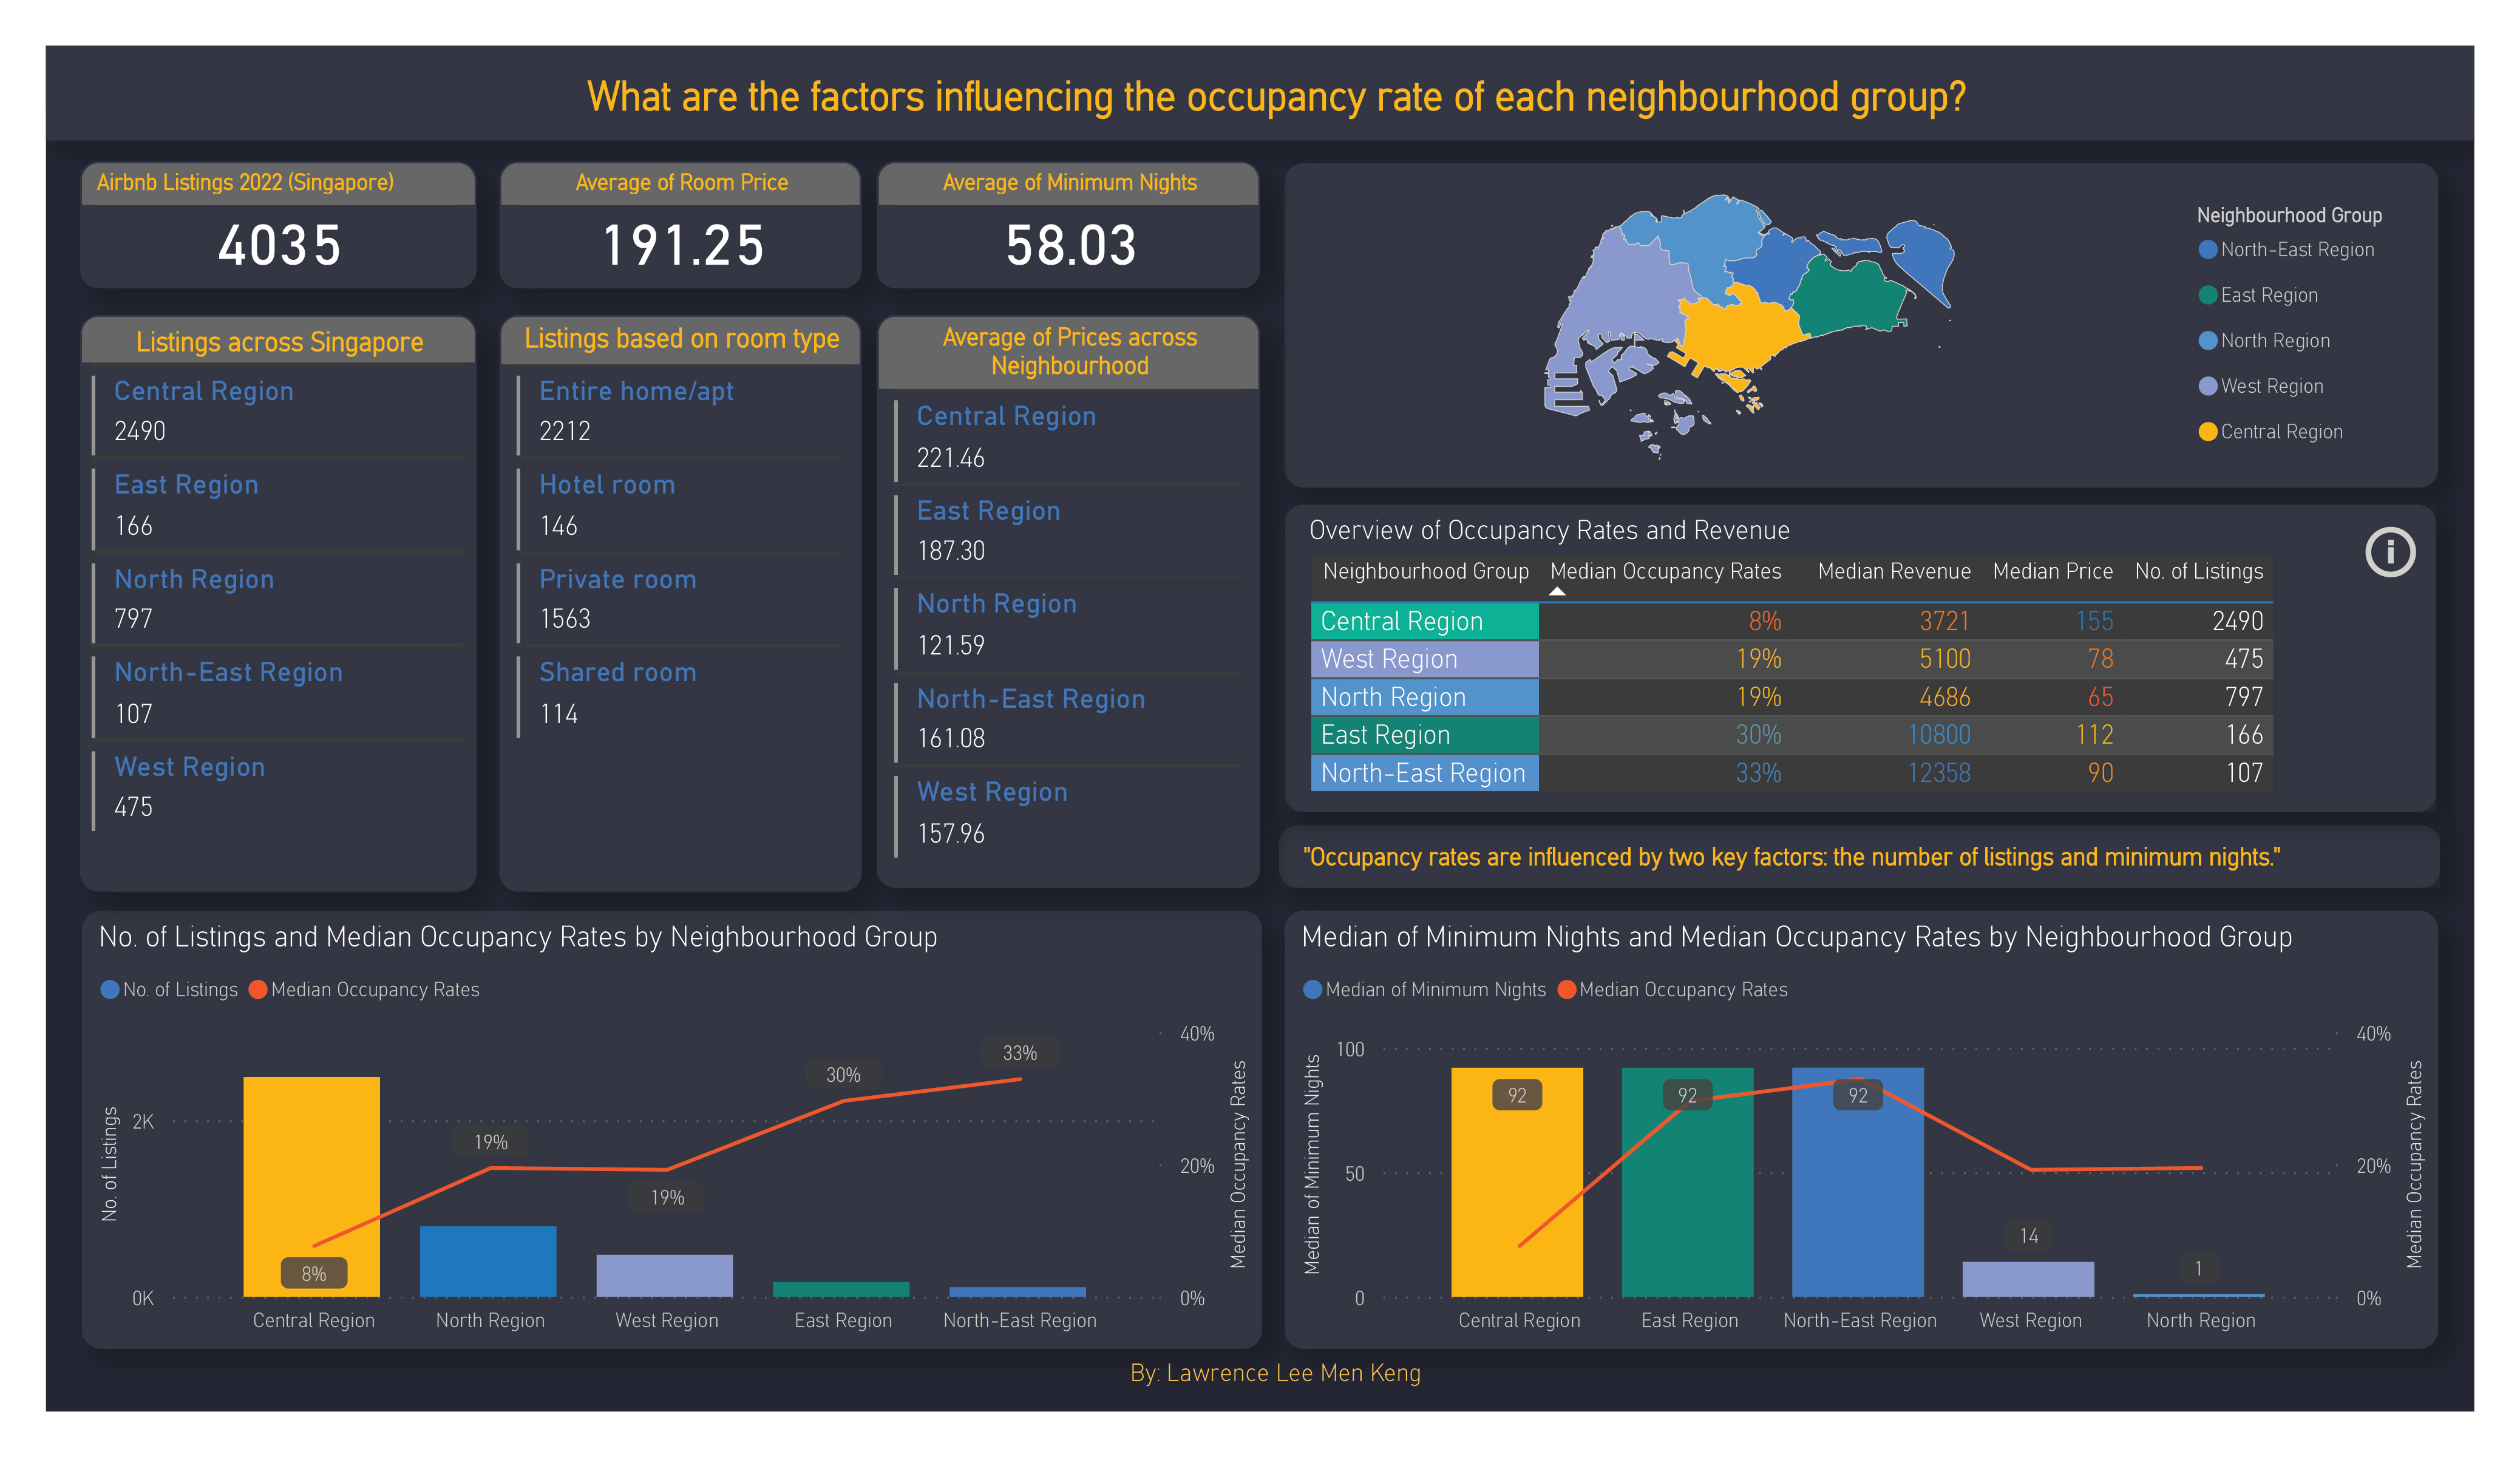 What are the factors influencing the occupancy rate of each neighbourhood group?
Airbnb Listings 2022 (Singapore)
4035
Average of Room Price
191.25
Average of Minimum Nights
58.03
Listings across Singapore
Central Region
2490
East Region
166
North Region
797
North-East Region
107
West Region
475
Listings based on room type
Entire home/apt
2212
Hotel room
146
Private room
1563
Shared room
114
Average of Prices across
Neighbourhood
Central Region
221.46
East Region
187.30
North Region
121.59
North-East Region
161.08
West Region
157.96
Neighbourhood Group
North-East Region
East Region
North Region
West Region
Central Region
Overview of Occupancy Rates and Revenue
i
Neighbourhood Group Median Occupancy Rates Median Revenue Median Price No. of Listings
Central Region 8% 3721 155 2490
West Region 19% 5100 78 475
North Region 19% 4686 65 797
East Region 30% 10800 112 166
North-East Region 33% 12358 90 107
"Occupancy rates are influenced by two key factors: the number of listings and minimum nights."
No. of Listings and Median Occupancy Rates by Neighbourhood Group
No. of Listings Median Occupancy Rates
No. of Listings
2K
0K
8%
19%
19%
30%
33%
40%
20%
0%
Median Occupancy Rates
Central Region North Region West Region East Region North-East Region
Median of Minimum Nights and Median Occupancy Rates by Neighbourhood Group
Median of Minimum Nights Median Occupancy Rates
Median of Minimum Nights
100
50
0
92
92
92
14
1
40%
20%
0%
Median Occupancy Rates
Central Region East Region North-East Region West Region North Region
By: Lawrence Lee Men Keng